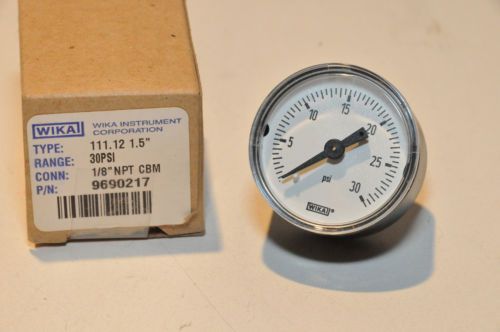 WIKA
WIKA INSTRUMENT
CORPORATION
TYPE: 111.12 1.5"
RANGE: 30PSI
CONN: 1/8"NPT CBM
P/N: 9690217
5
10
15
20
25
30
psi
WIKA®